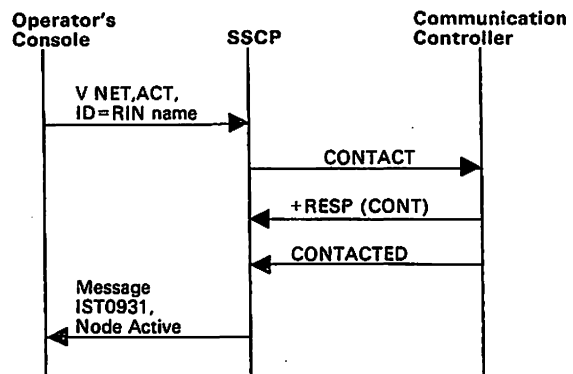 Operator's
Console
SSCP
Communication
Controller
V NET,ACT,
ID=RIN name
CONTACT
+RESP (CONT)
CONTACTED
Message
IST0931,
Node Active